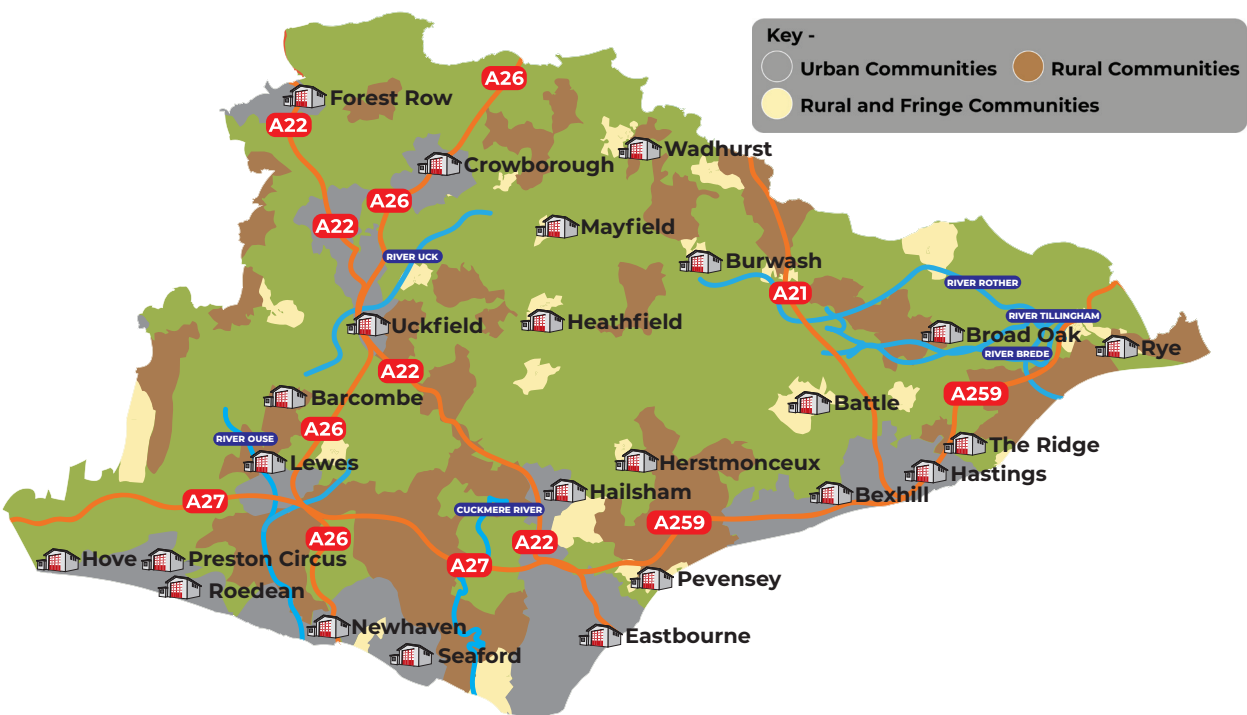 Key -
Urban Communities
Rural Communities
Rural and Fringe Communities
A26
Forest Row
A22
Wadhurst
Crowborough
A26
A22
Mayfield
RIVER UCK
Burwash
RIVER ROTHER
A21
RIVER TILLINGHAM
Uckfield
Heathfield
Broad Oak
Rye
RIVER BREDE
A22
A259
Barcombe
Battle
A26
RIVER OUSE
The Ridge
Lewes
Herstmonceux
Hastings
Hailsham
Bexhill
A27
CUCKMERE RIVER
A259
A26
A22
Hove
Preston Circus
A27
Pevensey
Roedean
Newhaven
Eastbourne
Seaford